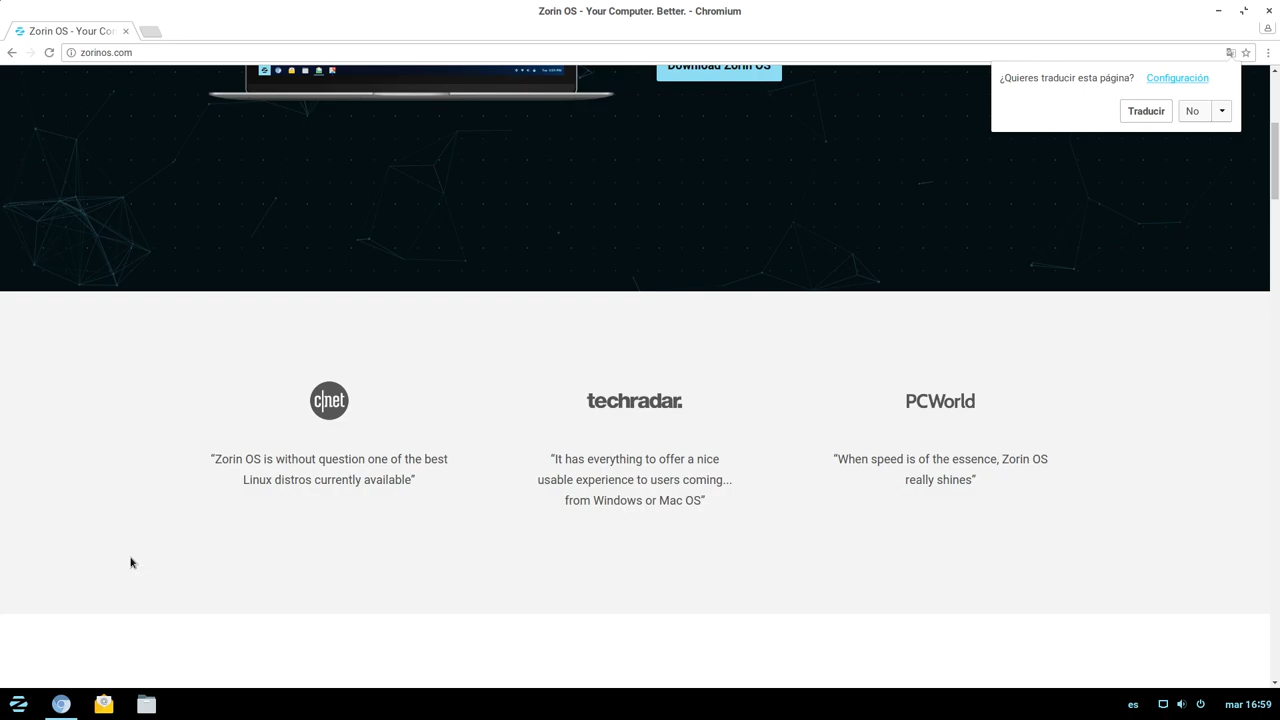 Zorin OS - Your Computer. Better. - Chromium
Zorin OS - Your Com
zorinos.com
Download Zorin OS
¿Quieres traducir esta página? Configuración
Traducir No
c|net
techradar.
PCWorld
“Zorin OS is without question one of the best
Linux distros currently available”
“It has everything to offer a nice
usable experience to users coming...
from Windows or Mac OS”
“When speed is of the essence, Zorin OS
really shines”
es
mar 16:59